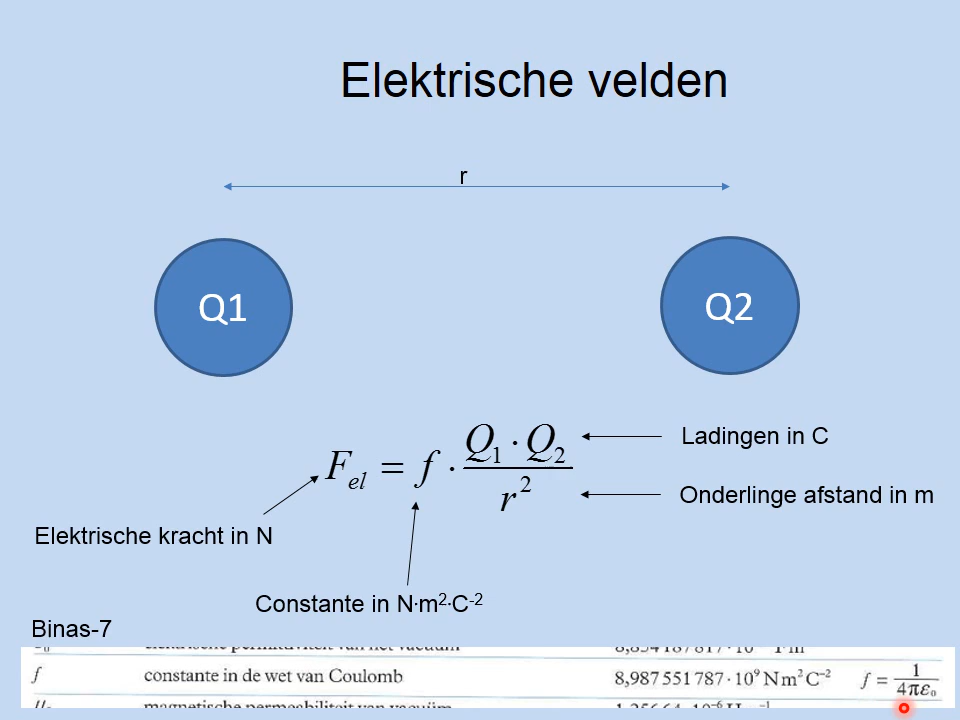 Elektrische velden
r
Q1
Q2
F_el = f · (Q₁ · Q₂) / r²
Ladingen in C
Onderlinge afstand in m
Elektrische kracht in N
Constante in N·m²·C⁻²
Binas-7
f constante in de wet van Coulomb 8,987 551 787 · 10⁹ N m² C⁻² f = 1 / 4πε₀